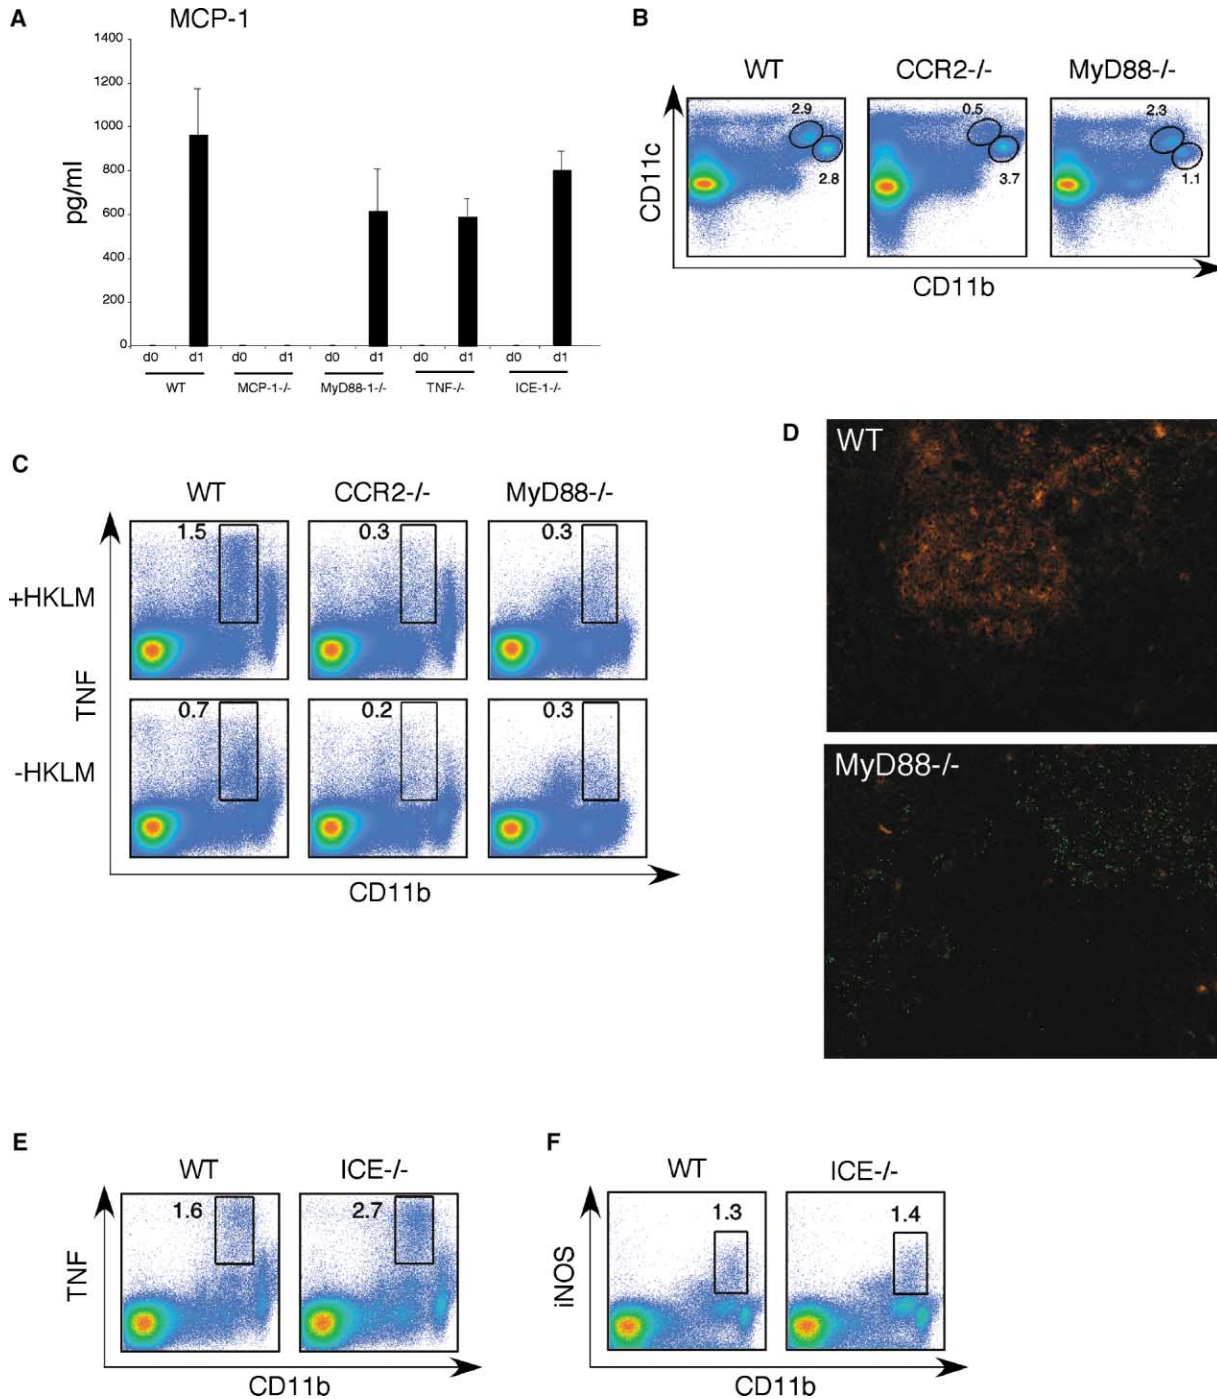 A
MCP-1
1400
1200
1000
800
600
400
200
0
pg/ml
d0 d1 d0 d1 d0 d1 d0 d1 d0 d1
WT MCP-1-/- MyD88-1-/- TNF-/- ICE-1-/-
B
WT CCR2-/- MyD88-/-
2.9 0.5 2.3
2.8 3.7 1.1
CD11c
CD11b
C
WT CCR2-/- MyD88-/-
1.5 0.3 0.3
+HKLM
0.7 0.2 0.3
-HKLM
TNF
CD11b
D
WT
MyD88-/-
E
WT ICE-/-
1.6 2.7
TNF
CD11b
F
WT ICE-/-
1.3 1.4
iNOS
CD11b